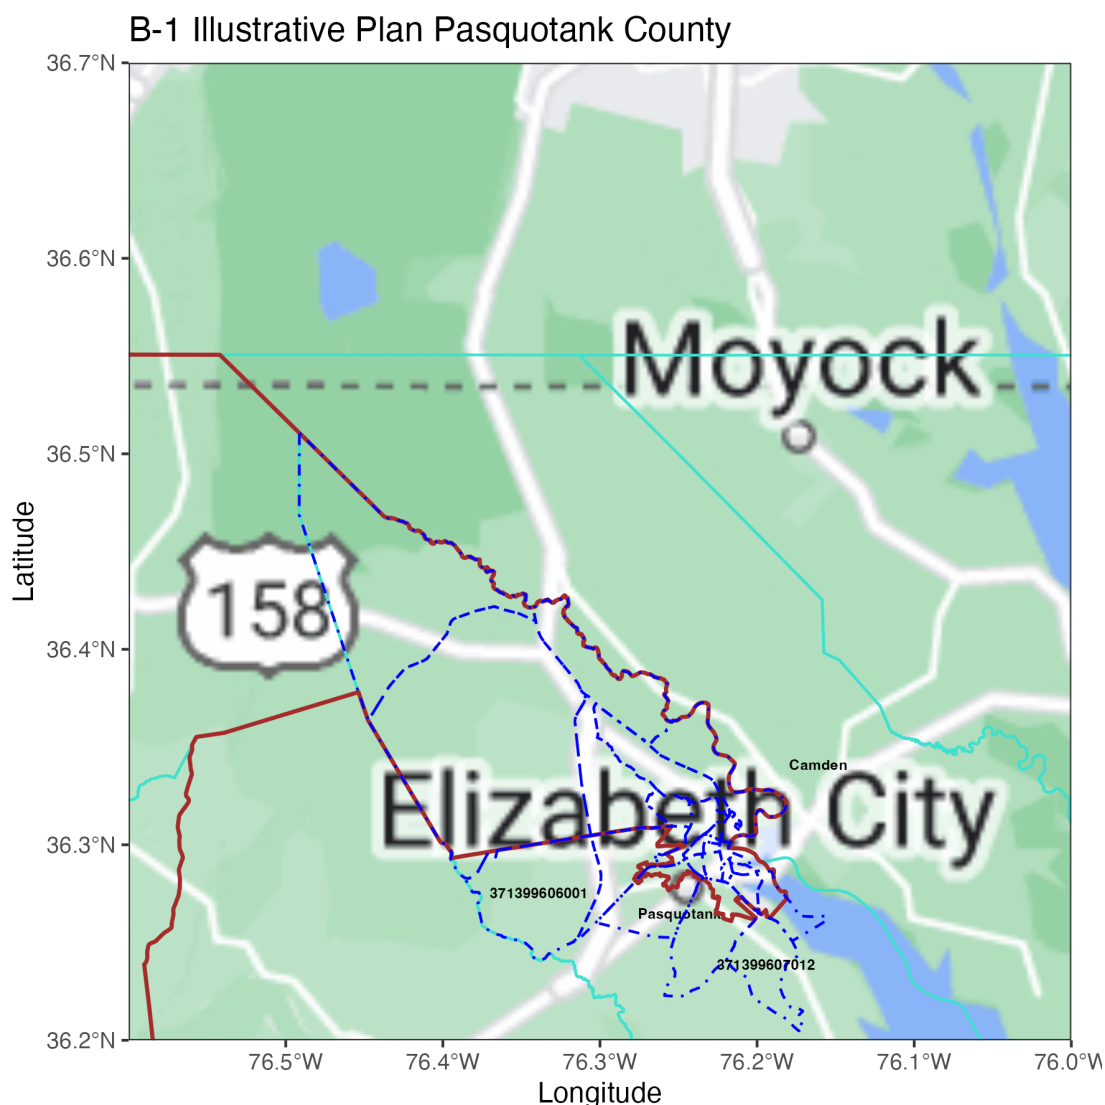 B-1 Illustrative Plan Pasquotank County
36.7°N
36.6°N
Moyock
36.5°N
158
36.4°N
Camden
Elizabeth City
36.3°N
371399606001
Pasquotank
371399607012
36.2°N
76.5°W
76.4°W
76.3°W
76.2°W
76.1°W
76.0°W
Longitude
Latitude